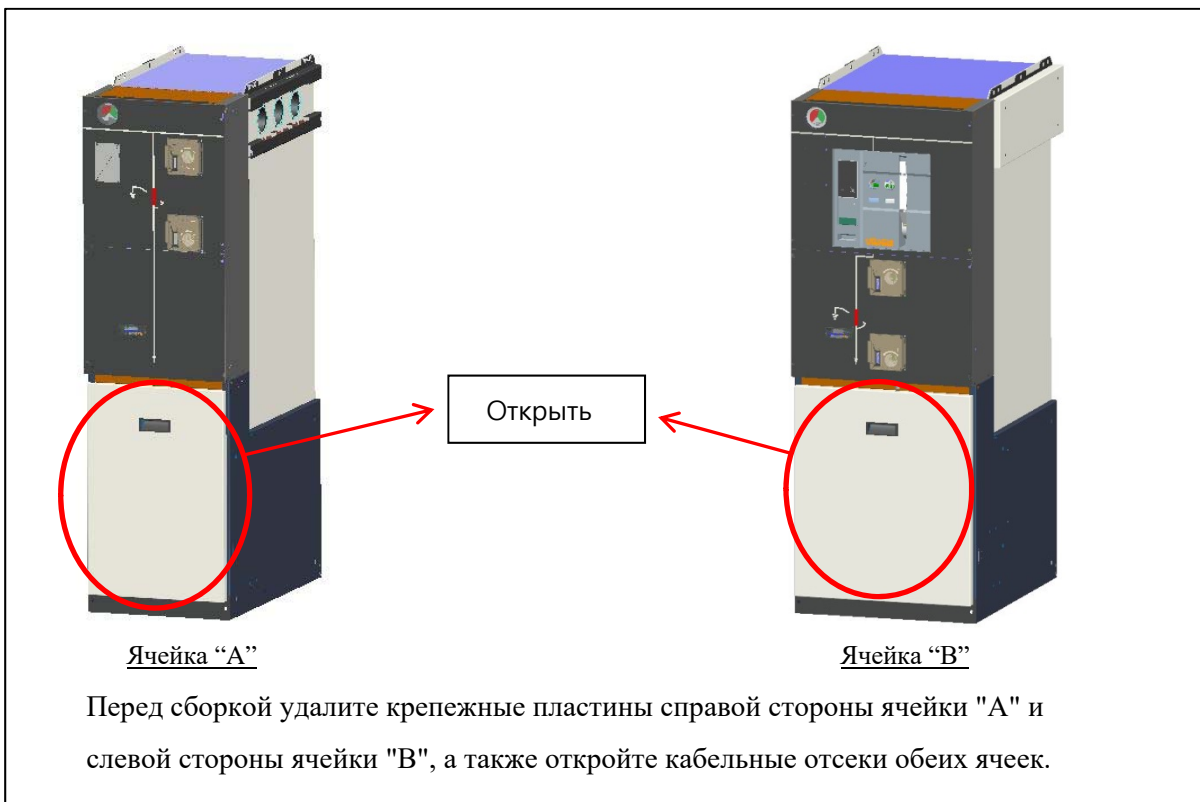 Открыть
Ячейка “А” Ячейка “В”
Перед сборкой удалите крепежные пластины справой стороны ячейки "А" и
слевой стороны ячейки "В", а также откройте кабельные отсеки обеих ячеек.